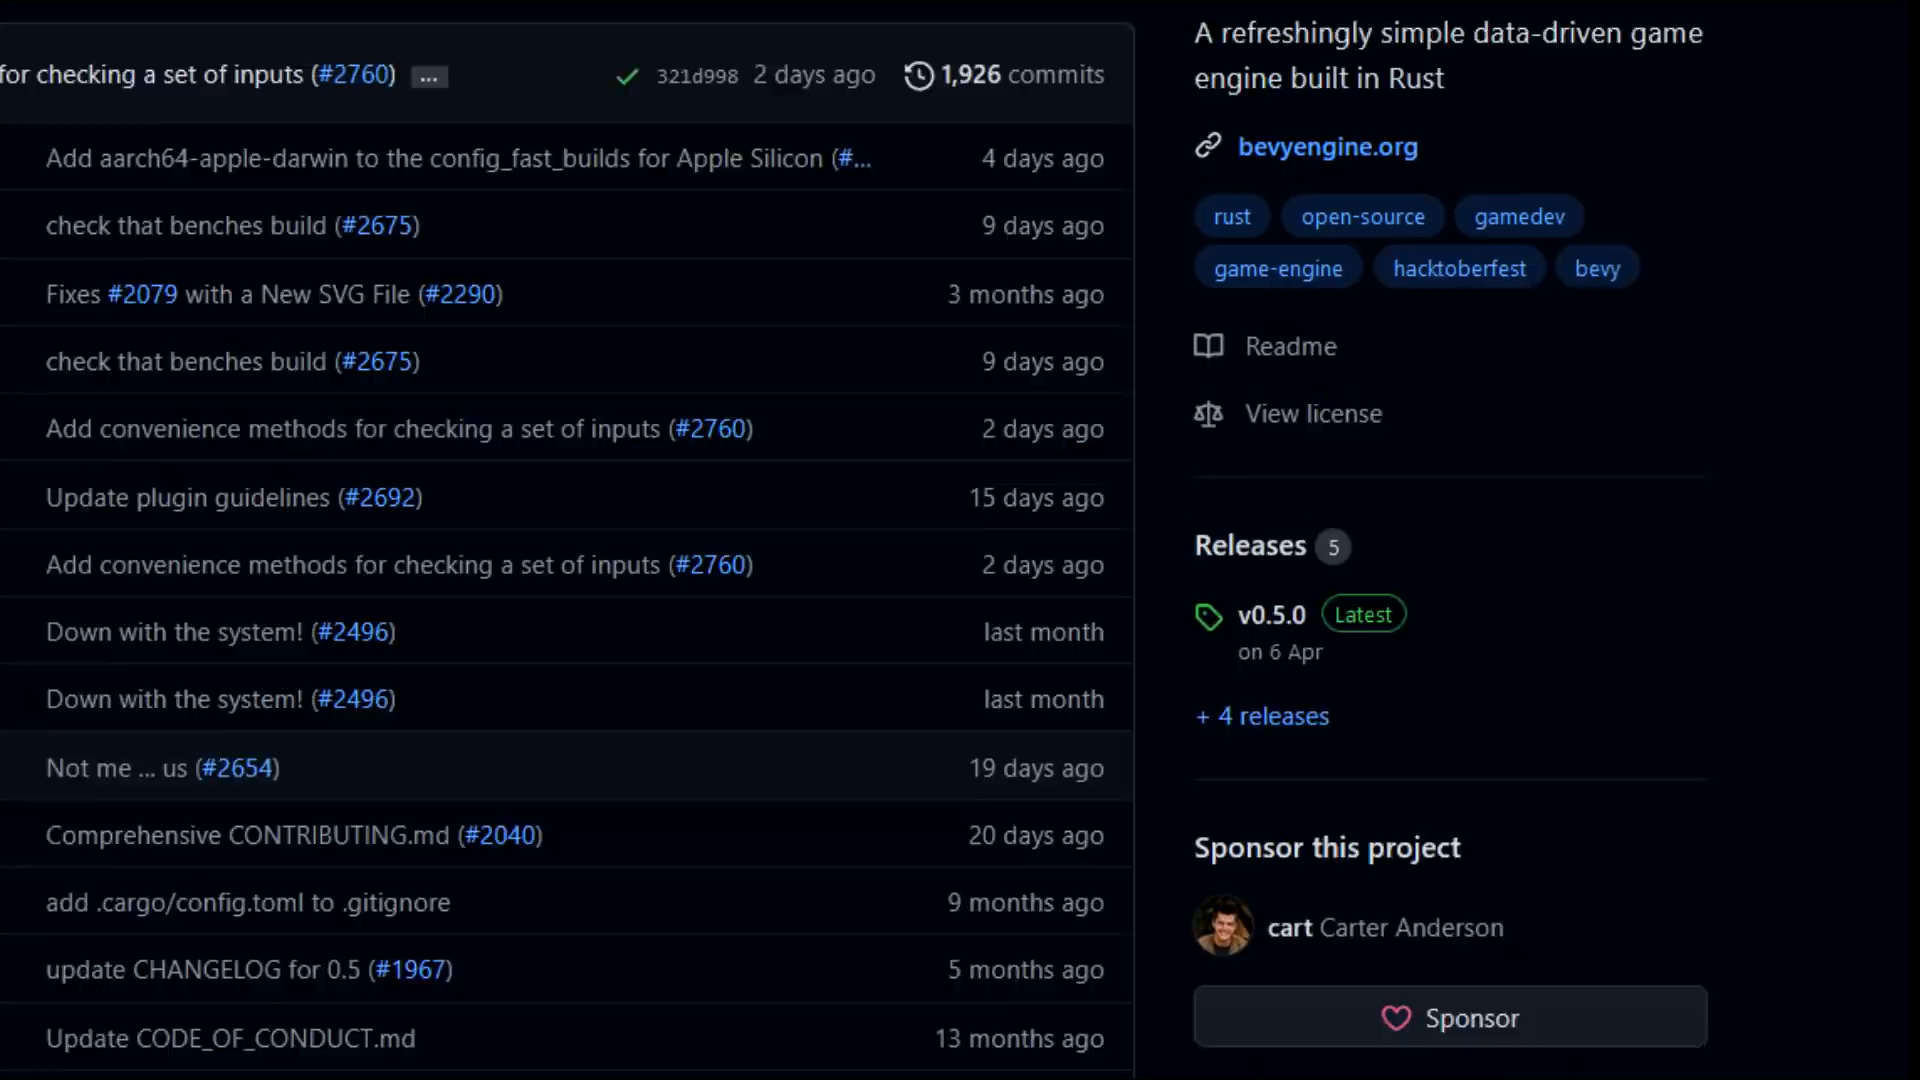 for checking a set of inputs (#2760) ... 321d998 2 days ago 1,926 commits
Add aarch64-apple-darwin to the config_fast_builds for Apple Silicon (#... 4 days ago
check that benches build (#2675) 9 days ago
Fixes #2079 with a New SVG File (#2290) 3 months ago
check that benches build (#2675) 9 days ago
Add convenience methods for checking a set of inputs (#2760) 2 days ago
Update plugin guidelines (#2692) 15 days ago
Add convenience methods for checking a set of inputs (#2760) 2 days ago
Down with the system! (#2496) last month
Down with the system! (#2496) last month
Not me ... us (#2654) 19 days ago
Comprehensive CONTRIBUTING.md (#2040) 20 days ago
add .cargo/config.toml to .gitignore 9 months ago
update CHANGELOG for 0.5 (#1967) 5 months ago
Update CODE_OF_CONDUCT.md 13 months ago
A refreshingly simple data-driven game
engine built in Rust
bevyengine.org
rust open-source gamedev
game-engine hacktoberfest bevy
Readme
View license
Releases 5
v0.5.0 Latest
on 6 Apr
+ 4 releases
Sponsor this project
cart Carter Anderson
Sponsor